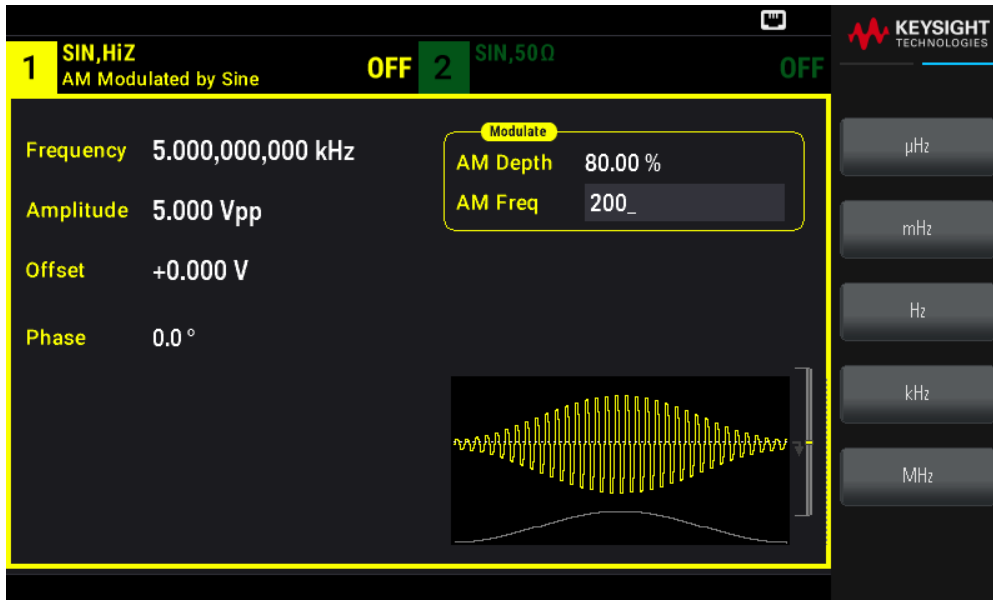 KEYSIGHT
TECHNOLOGIES
1 SIN,HiZ
AM Modulated by Sine OFF
2 SIN,50Ω OFF
Frequency 5.000,000,000 kHz
Amplitude 5.000 Vpp
Offset +0.000 V
Phase 0.0 °
Modulate
AM Depth 80.00 %
AM Freq 200_
µHz
mHz
Hz
kHz
MHz